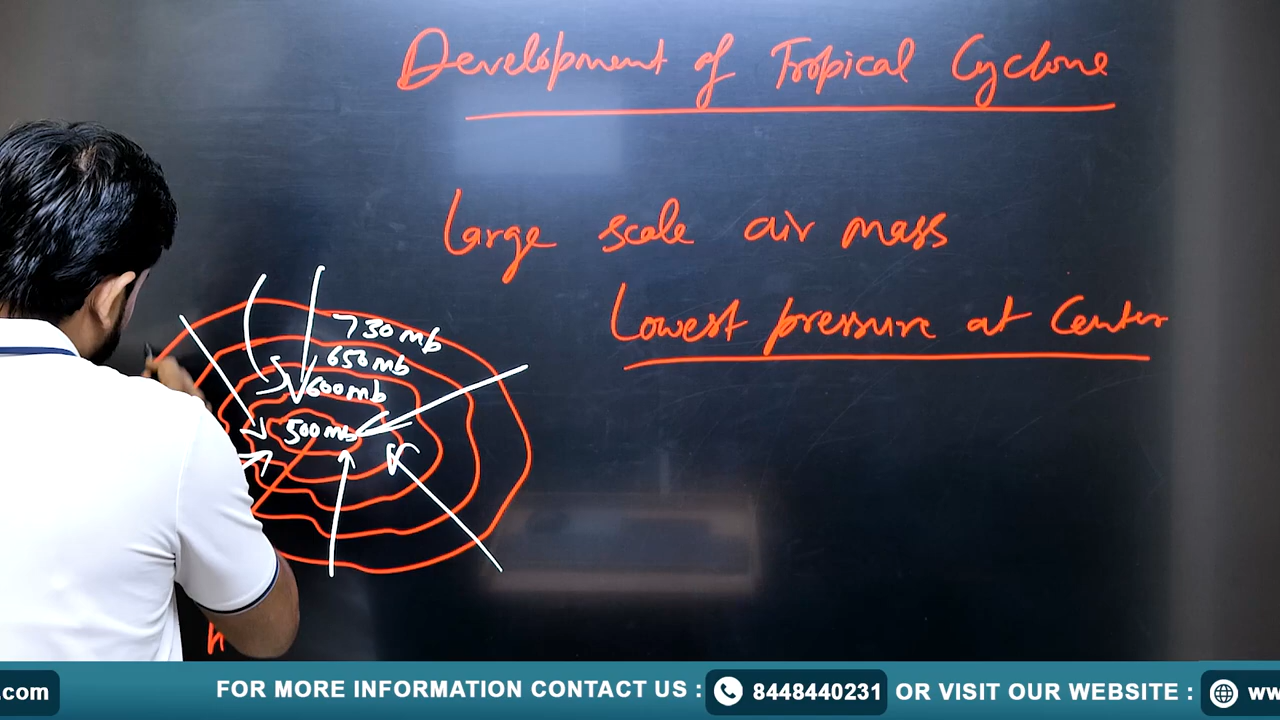 Development of Tropical Cyclone
Large scale air mass
Lowest pressure at Center
730 mb
650 mb
600 mb
500 mb
.com
FOR MORE INFORMATION CONTACT US :
8448440231
OR VISIT OUR WEBSITE :
ww